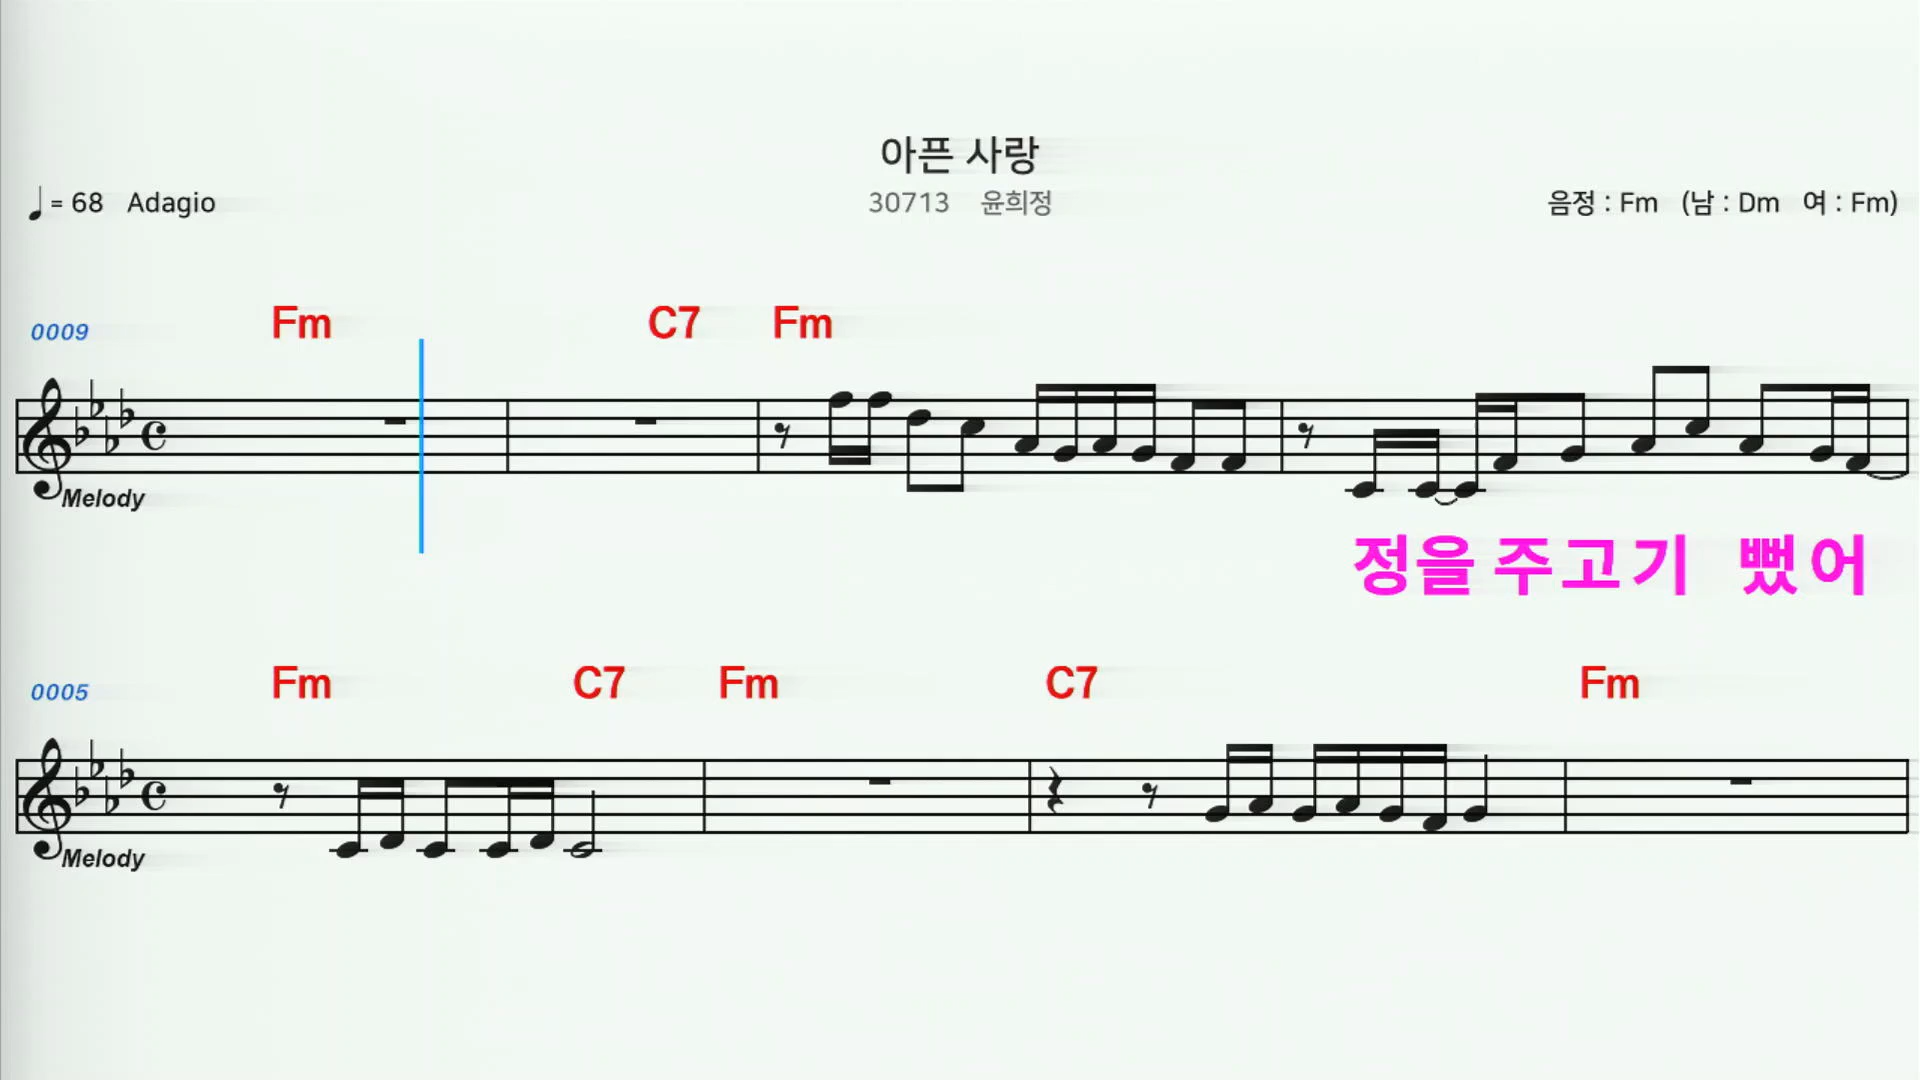 아픈 사랑
♩= 68 Adagio
30713 윤희정
음정 : Fm (남 : Dm 여 : Fm)
0009
Fm C7 Fm
Melody
정을 주고기 뻤어
0005
Fm C7 Fm C7 Fm
Melody